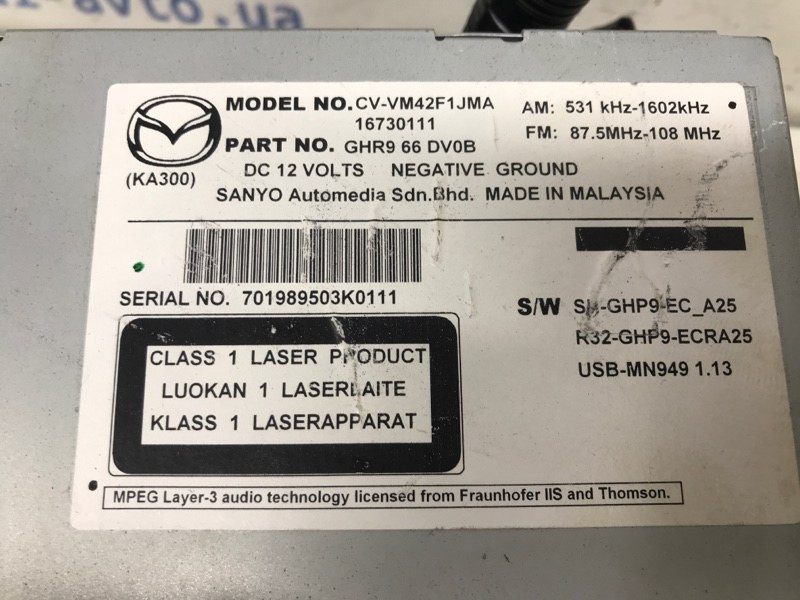 avto.ua
MODEL NO. CV-VM42F1JMA
16730111
AM: 531 kHz-1602kHz
PART NO. GHR9 66 DV0B
FM: 87.5MHz-108 MHz
(KA300)
DC 12 VOLTS NEGATIVE GROUND
SANYO Automedia Sdn.Bhd. MADE IN MALAYSIA
SERIAL NO. 701989503K0111
S/W
-GHP9-EC_A25
R32-GHP9-ECRA25
USB-MN949 1.13
CLASS 1 LASER PRODUCT
LUOKAN 1 LASERLAITE
KLASS 1 LASERAPPARAT
MPEG Layer-3 audio technology licensed from Fraunhofer IIS and Thomson.